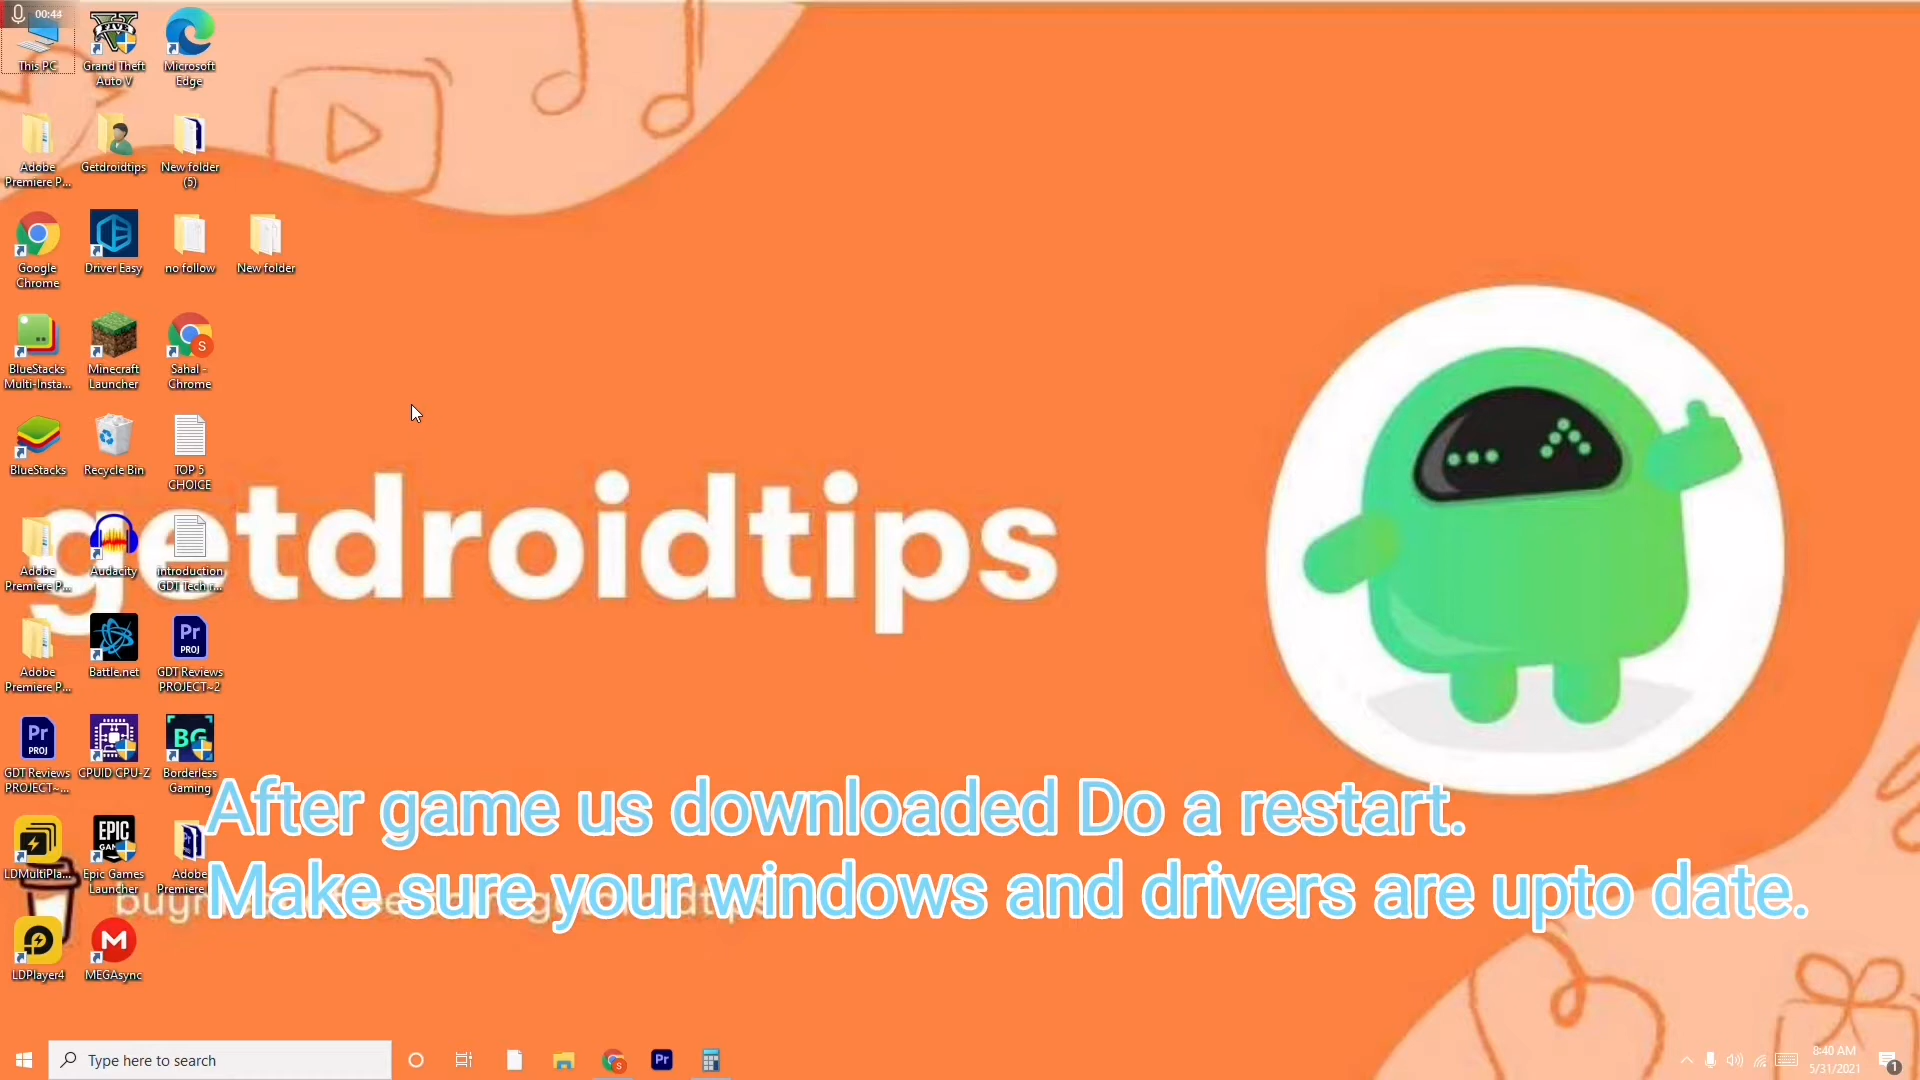 00:44
This PC
Grand Theft
Auto V
Microsoft
Edge
Adobe
Premiere P...
Getdroidtips
New folder
(5)
Google
Chrome
Driver Easy
no follow
New folder
BlueStacks
Multi-Insta...
Minecraft
Launcher
Sahal -
Chrome
BlueStacks
Recycle Bin
TOP 5
CHOICE
getdroidtips
Adobe
Premiere P...
Audacity
introduction
GDT Tech r...
Adobe
Premiere P...
Battle.net
GDT Reviews
PROJECT~2
GDT Reviews
PROJECT~...
CPUID CPU-Z
Borderless
Gaming
After game us downloaded Do a restart.
Make sure your windows and drivers are upto date.
LDMultiPla...
Epic Games
Launcher
Adobe
Premiere
LDPlayer4
MEGAsync
Type here to search
8:40 AM
5/31/2021
1